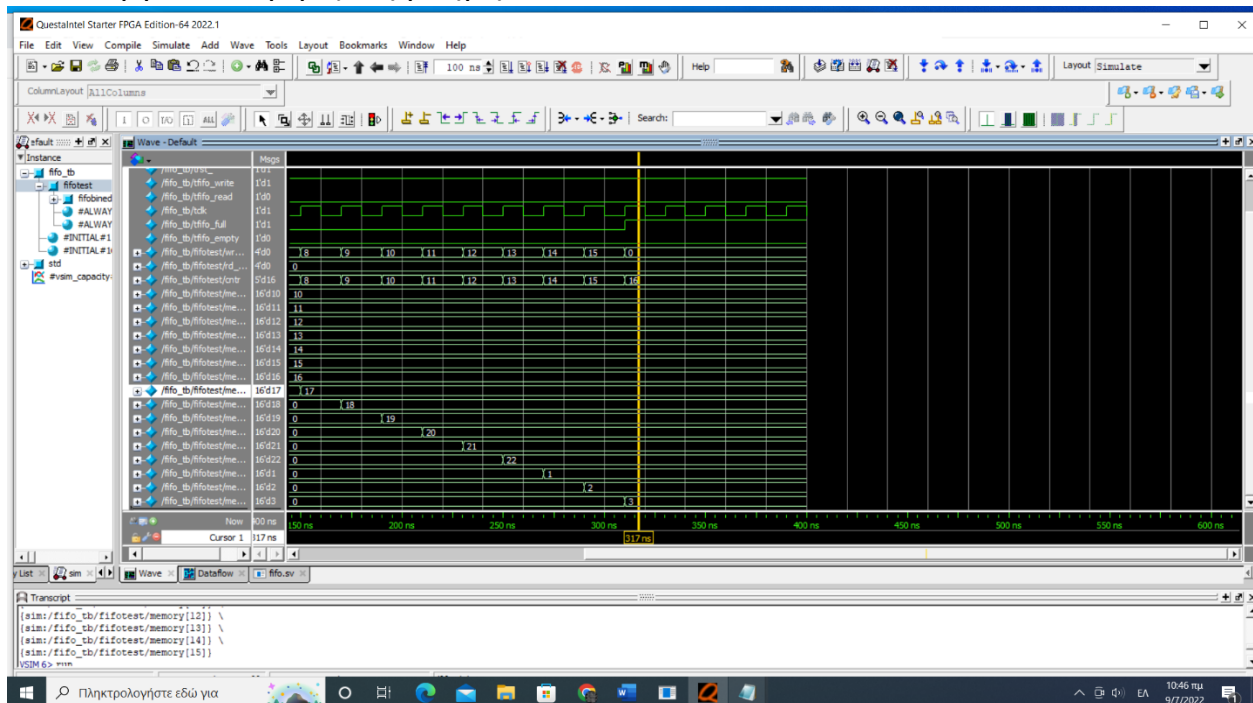 QuestaIntel Starter FPGA Edition-64 2022.1
File Edit View Compile Simulate Add Wave Tools Layout Bookmarks Window Help
100 ns Help Layout Simulate
ColumnLayout AllColumns
Search:
Wave - Default
Instance Msgs
fifo_tb
fifotest /fifo_tb/tfifo_write 1'd1
/fifo_tb/tfifo_read 1'd0
#ALWAY /fifo_tb/tclk 1'd1
#ALWAY /fifo_tb/tfifo_full 1'd1
#INITIAL#1 /fifo_tb/tfifo_empty 1'd0
/fifo_tb/fifotest/wr... 4'd0 8 9 10 11 12 13 14 15 0
std /fifo_tb/fifotest/rd_... 4'd0 0
#vsim_capacity /fifo_tb/fifotest/cntr 5'd16 8 9 10 11 12 13 14 15 16
/fifo_tb/fifotest/me... 16'd10 10
/fifo_tb/fifotest/me... 16'd11 11
/fifo_tb/fifotest/me... 16'd12 12
/fifo_tb/fifotest/me... 16'd13 13
/fifo_tb/fifotest/me... 16'd14 14
/fifo_tb/fifotest/me... 16'd15 15
/fifo_tb/fifotest/me... 16'd16 16
/fifo_tb/fifotest/me... 16'd17 17
/fifo_tb/fifotest/me... 16'd18 0 18
/fifo_tb/fifotest/me... 16'd19 0 19
/fifo_tb/fifotest/me... 16'd20 0 20
/fifo_tb/fifotest/me... 16'd21 0 21
/fifo_tb/fifotest/me... 16'd22 0 22
/fifo_tb/fifotest/me... 16'd1 0 1
/fifo_tb/fifotest/me... 16'd2 0 2
/fifo_tb/fifotest/me... 16'd3 0 3
Now 150 ns 200 ns 250 ns 300 ns 350 ns 400 ns 450 ns 500 ns 550 ns 600 ns
Cursor 1 317 ns 317 ns
y List sim Wave Dataflow fifo.sv
Transcript
{sim:/fifo_tb/fifotest/memory[12]} \
{sim:/fifo_tb/fifotest/memory[13]} \
{sim:/fifo_tb/fifotest/memory[14]} \
{sim:/fifo_tb/fifotest/memory[15]}
VSIM 6> run
Πληκτρολογήστε εδώ για ΕΛ 10:46 πμ
9/7/2022